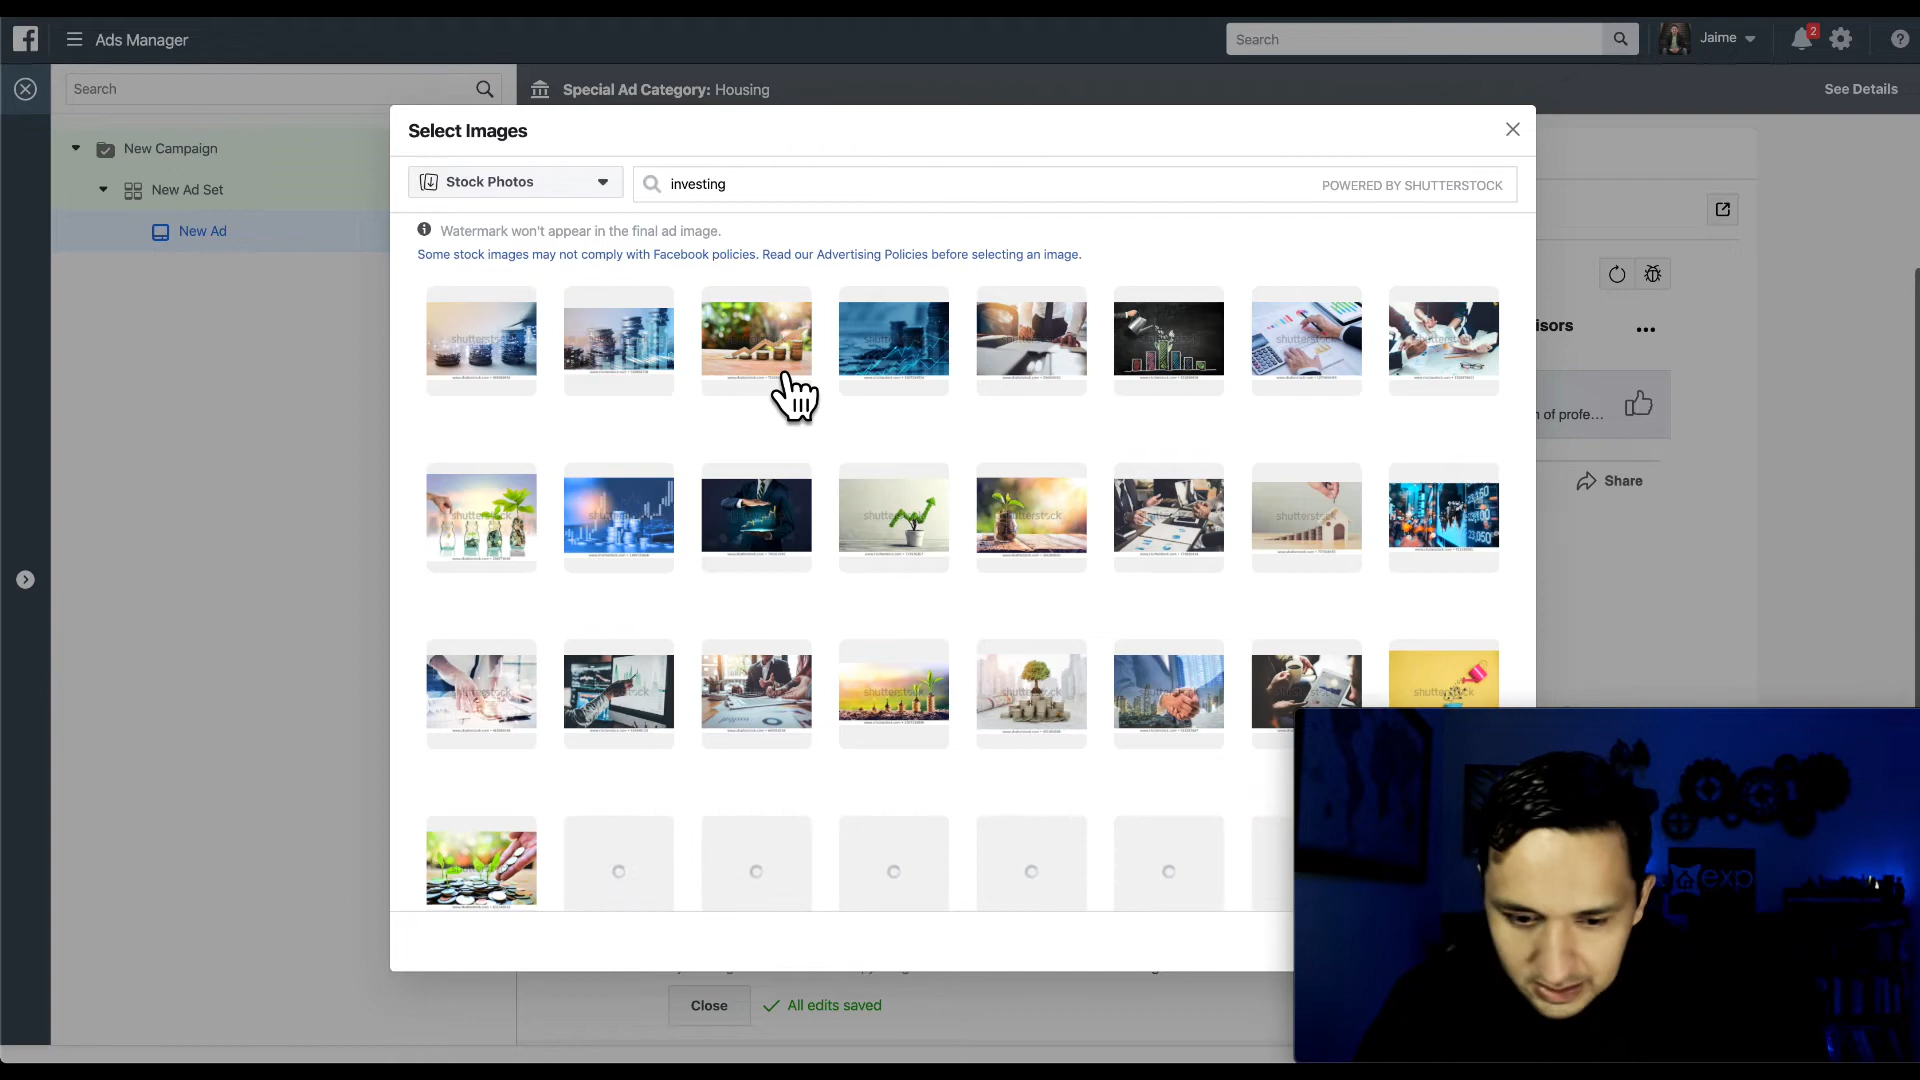 Ads Manager
Search
Jaime
2
Search
Special Ad Category: Housing
See Details
New Campaign
New Ad Set
New Ad
Select Images
Stock Photos
investing
POWERED BY SHUTTERSTOCK
Watermark won't appear in the final ad image.
Some stock images may not comply with Facebook policies. Read our Advertising Policies before selecting an image.
isors
n of profe...
Share
Close
All edits saved
exp